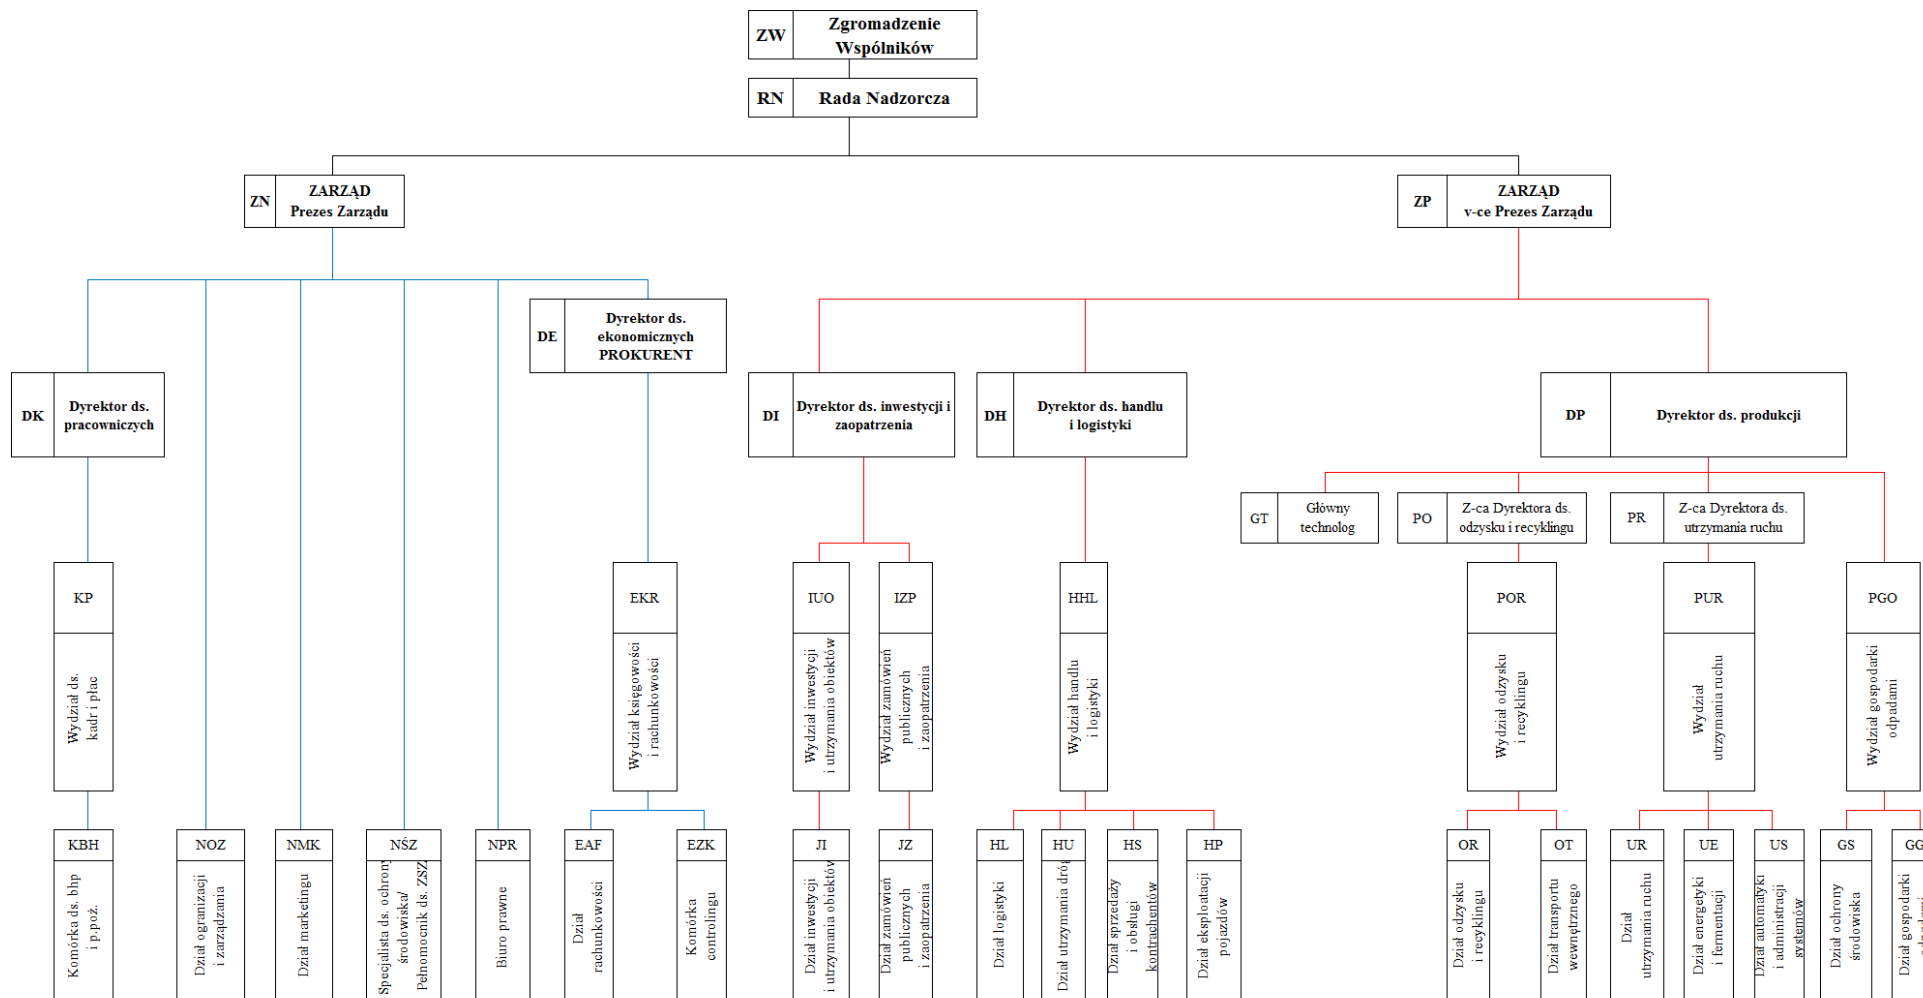 ZW
Zgromadzenie
Wspólników
RN
Rada Nadzorcza
ZN
ZARZĄD
Prezes Zarządu
ZP
ZARZĄD
v-ce Prezes Zarządu
DE
Dyrektor ds.
ekonomicznych
PROKURENT
DK
Dyrektor ds.
pracowniczych
DI
Dyrektor ds. inwestycji i
zaopatrzenia
DH
Dyrektor ds. handlu
i logistyki
DP
Dyrektor ds. produkcji
GT
Główny
technolog
PO
Z-ca Dyrektora ds.
odzysku i recyklingu
PR
Z-ca Dyrektora ds.
utrzymania ruchu
KP
Wydział ds.
kadr i płac
EKR
Wydział księgowości
i rachunkowości
IUO
Wydział inwestycji
i utrzymania obiektów
IZP
Wydział zamówień
publicznych
i zaopatrzenia
HHL
Wydział handlu
i logistyki
POR
Wydział odzysku
i recyklingu
PUR
Wydział
utrzymania ruchu
PGO
Wydział gospodarki
odpadami
KBH
Komórka ds. bhp
i p.poż.
NOZ
Dział ogranizacji
i zarządzania
NMK
Dział marketingu
NŚZ
Specjalista ds. ochrony
środowiska/
Pełnomocnik ds. ZSZ
NPR
Biuro prawne
EAF
Dział
rachunkowości
EZK
Komórka
controlingu
JI
Dział inwestycji
i utrzymania obiektów
JZ
Dział zamówień
publicznych
i zaopatrzenia
HL
Dział logistyki
HU
Dział utrzymania dróg
HS
Dział sprzedaży
i obsługi
kontrachentów
HP
Dział eksploatacji
pojazdów
OR
Dział odzysku
i recyklingu
OT
Dział transportu
wewnętrznego
UR
Dział
utrzymania ruchu
UE
Dział energetyki
i fermentacji
US
Dział automatyki
i administracji
systemów
GS
Dział ochrony
środowiska
GG
Dział gospodarki